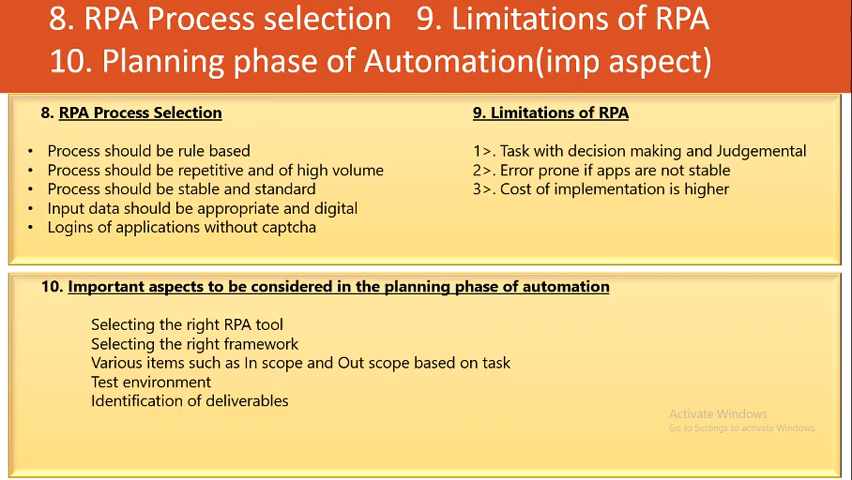 8. RPA Process selection   9. Limitations of RPA
10. Planning phase of Automation(imp aspect)
8. RPA Process Selection
• Process should be rule based
• Process should be repetitive and of high volume
• Process should be stable and standard
• Input data should be appropriate and digital
• Logins of applications without captcha
9. Limitations of RPA
1>. Task with decision making and Judgemental
2>. Error prone if apps are not stable
3>. Cost of implementation is higher
10. Important aspects to be considered in the planning phase of automation
Selecting the right RPA tool
Selecting the right framework
Various items such as In scope and Out scope based on task
Test environment
Identification of deliverables
Activate Windows
Go to Settings to activate Windows.